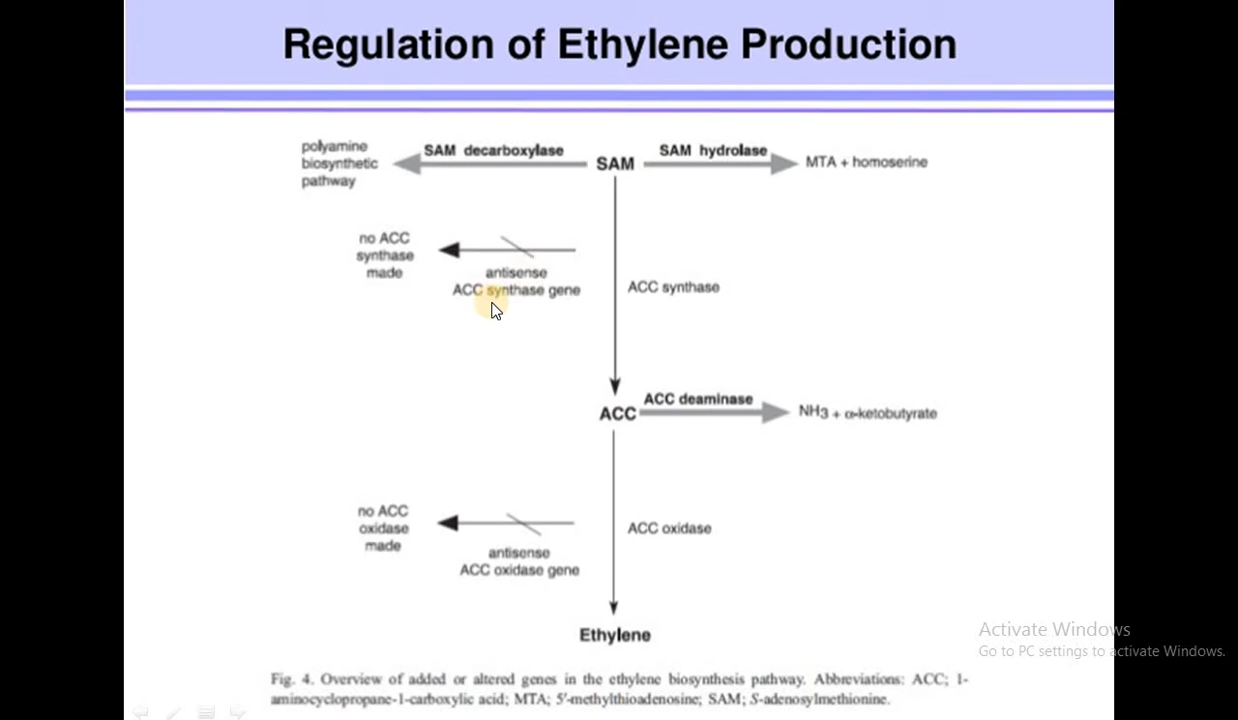 Regulation of Ethylene Production
polyamine
biosynthetic
pathway
SAM decarboxylase
SAM
SAM hydrolase
MTA + homoserine
no ACC
synthase
made
antisense
ACC synthase gene
ACC synthase
ACC
ACC deaminase
NH3 + α-ketobutyrate
no ACC
oxidase
made
antisense
ACC oxidase gene
ACC oxidase
Ethylene
Activate Windows
Go to PC settings to activate Windows.
Fig. 4. Overview of added or altered genes in the ethylene biosynthesis pathway. Abbreviations: ACC; 1-
aminocyclopropane-1-carboxylic acid; MTA; 5'-methylthioadenosine; SAM; S-adenosylmethionine.